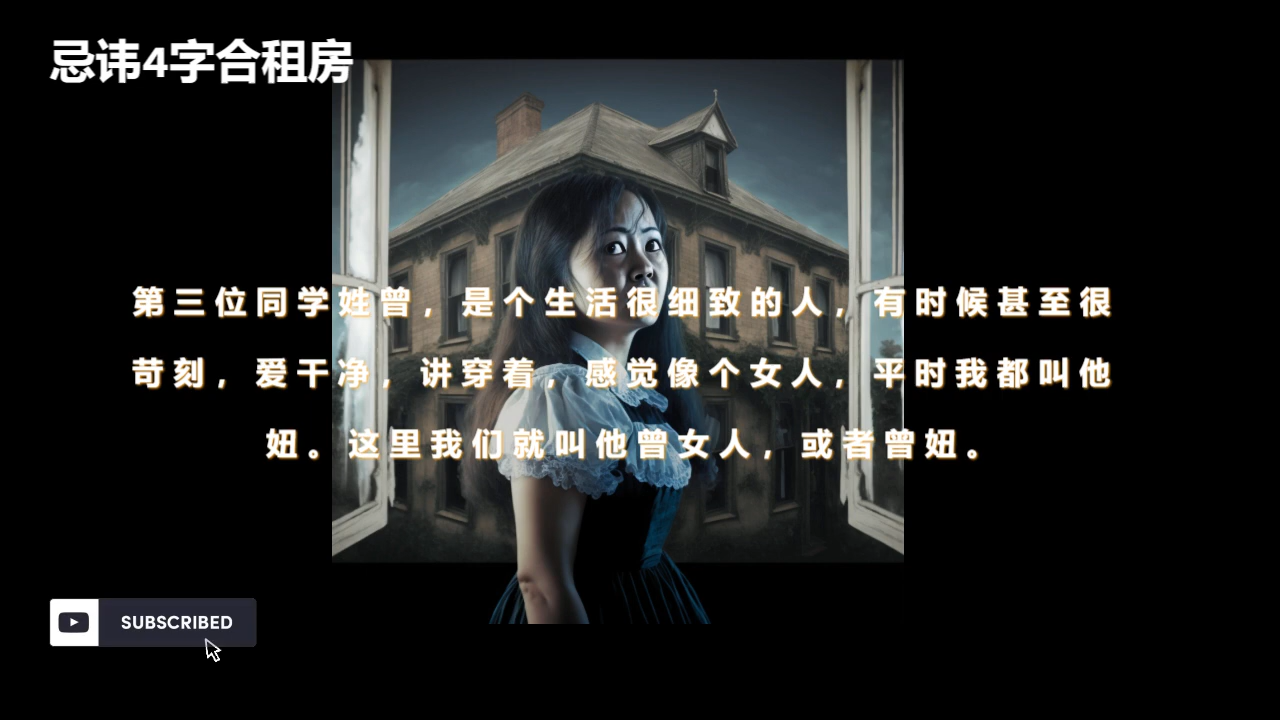 忌讳4字合租房
第三位同学姓曾，是个生活很细致的人，有时候甚至很
苛刻，爱干净，讲穿着，感觉像个女人，平时我都叫他
妞。这里我们就叫他曾女人，或者曾妞。
SUBSCRIBED